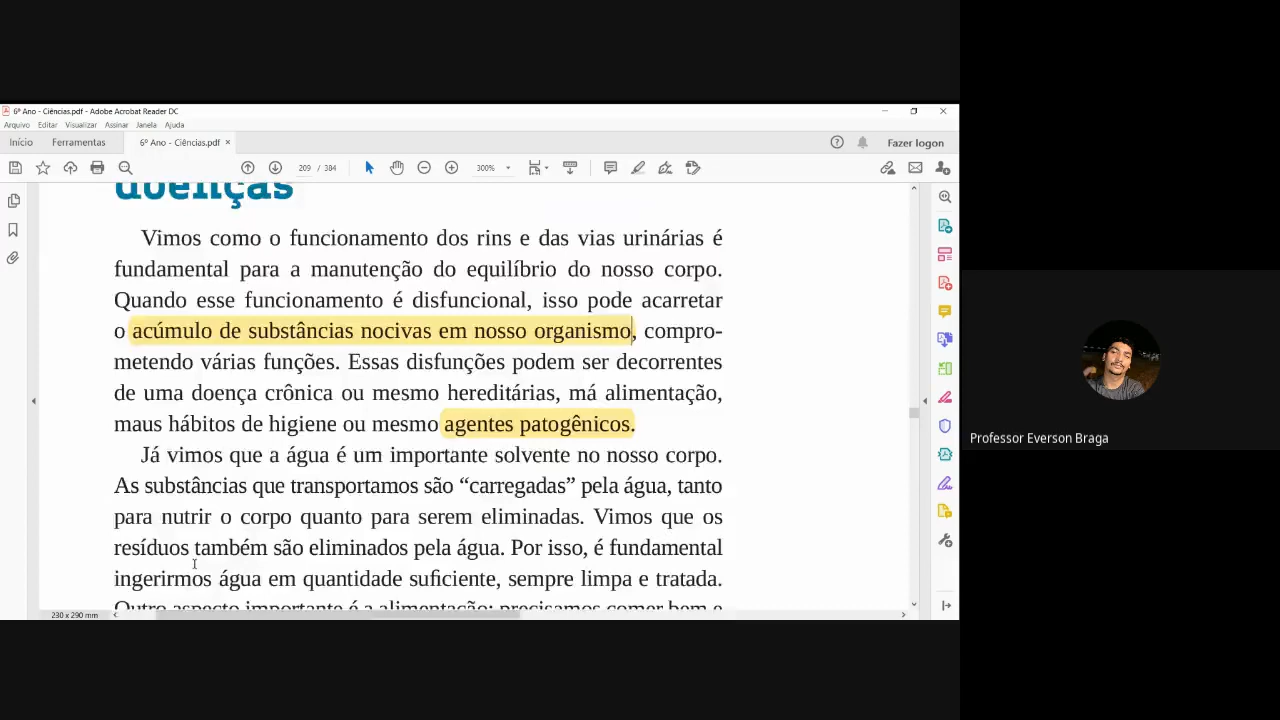 6º Ano - Ciências.pdf - Adobe Acrobat Reader DC
Arquivo Editar Visualizar Assinar Janela Ajuda
Início Ferramentas 6º Ano - Ciências.pdf × Fazer logon
209 / 384 300%
doenças
Vimos como o funcionamento dos rins e das vias urinárias é
fundamental para a manutenção do equilíbrio do nosso corpo.
Quando esse funcionamento é disfuncional, isso pode acarretar
o acúmulo de substâncias nocivas em nosso organismo, compro-
metendo várias funções. Essas disfunções podem ser decorrentes
de uma doença crônica ou mesmo hereditárias, má alimentação,
maus hábitos de higiene ou mesmo agentes patogênicos.
Já vimos que a água é um importante solvente no nosso corpo.
As substâncias que transportamos são “carregadas” pela água, tanto
para nutrir o corpo quanto para serem eliminadas. Vimos que os
resíduos também são eliminados pela água. Por isso, é fundamental
ingerirmos água em quantidade suficiente, sempre limpa e tratada.
Outro aspecto importante é a alimentação: precisamos comer bem e
230 x 290 mm
Professor Everson Braga